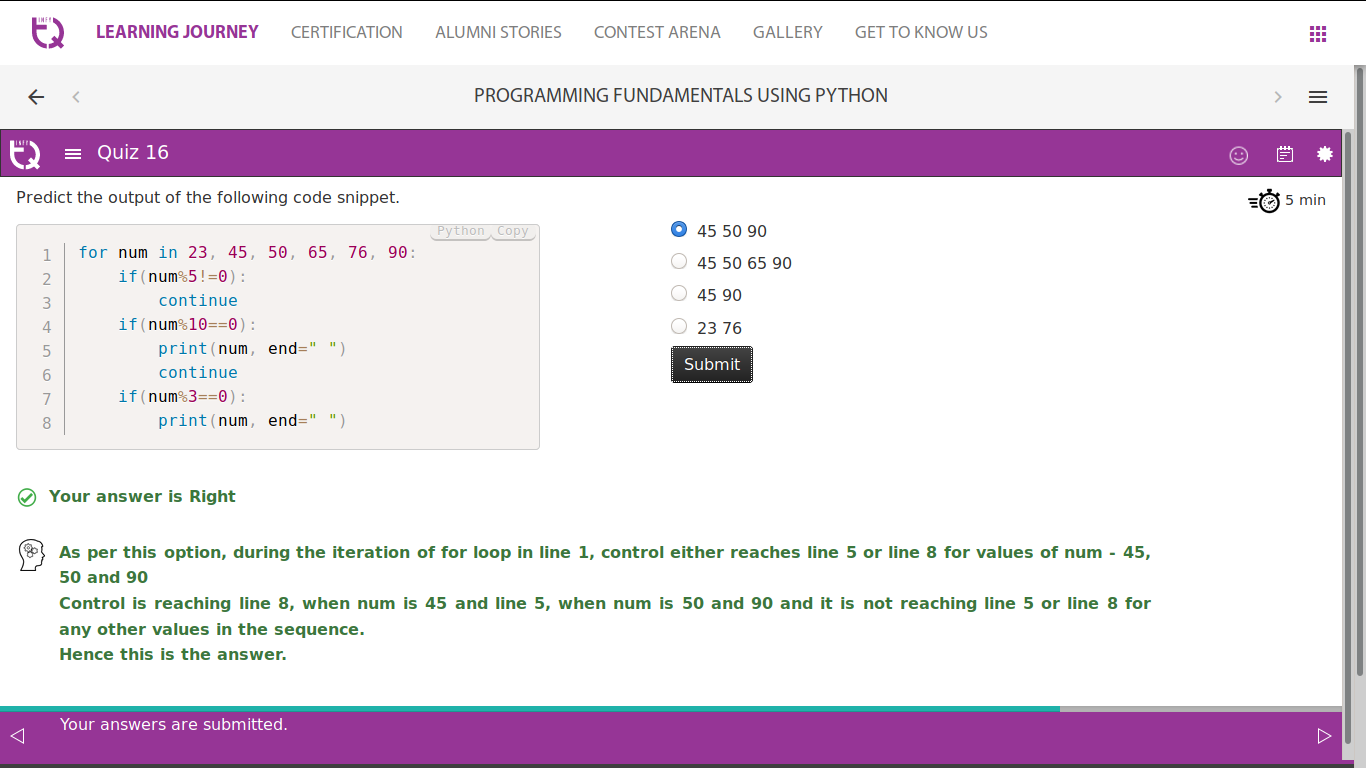 INFY
TQ
LEARNING JOURNEY CERTIFICATION ALUMNI STORIES CONTEST ARENA GALLERY GET TO KNOW US
PROGRAMMING FUNDAMENTALS USING PYTHON
INFY
TQ
Quiz 16
Predict the output of the following code snippet.
5 min
Python Copy
1 for num in 23, 45, 50, 65, 76, 90:
2 if(num%5!=0):
3 continue
4 if(num%10==0):
5 print(num, end=" ")
6 continue
7 if(num%3==0):
8 print(num, end=" ")
45 50 90
45 50 65 90
45 90
23 76
Submit
Your answer is Right
As per this option, during the iteration of for loop in line 1, control either reaches line 5 or line 8 for values of num - 45,
50 and 90
Control is reaching line 8, when num is 45 and line 5, when num is 50 and 90 and it is not reaching line 5 or line 8 for
any other values in the sequence.
Hence this is the answer.
Your answers are submitted.